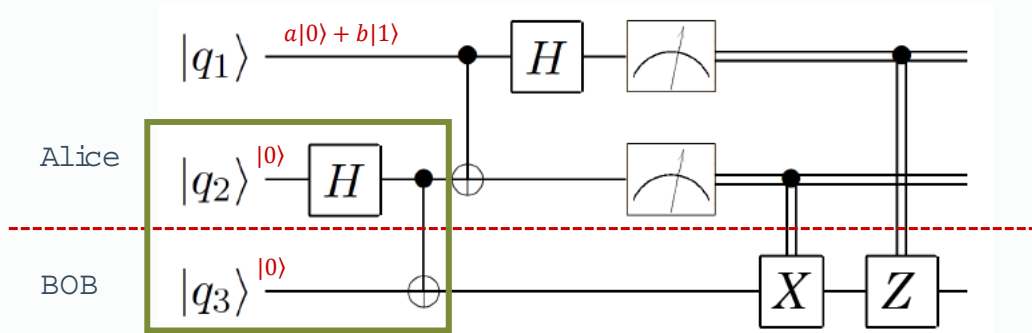 a|0⟩ + b|1⟩
|q₁⟩ H
Alice
|q₂⟩ |0⟩ H
BOB
|q₃⟩ |0⟩ X Z